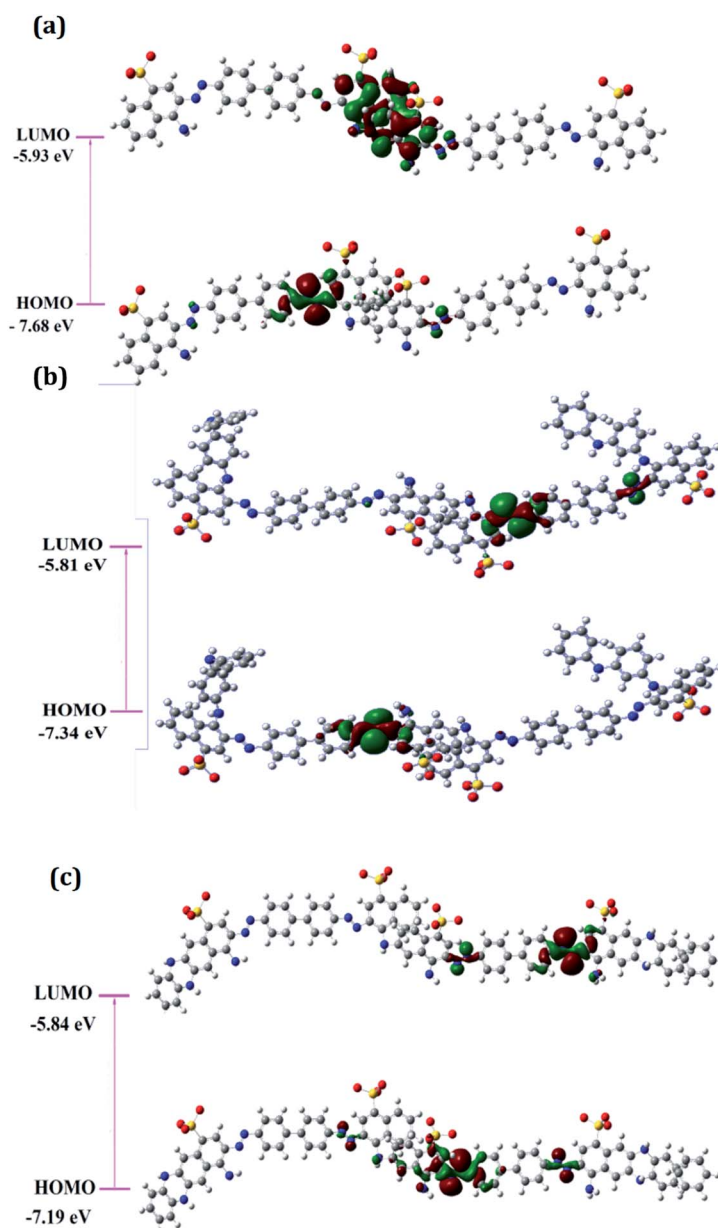 (a)
LUMO
-5.93 eV
HOMO
- 7.68 eV
(b)
LUMO
-5.81 eV
HOMO
-7.34 eV
(c)
LUMO
-5.84 eV
HOMO
-7.19 eV